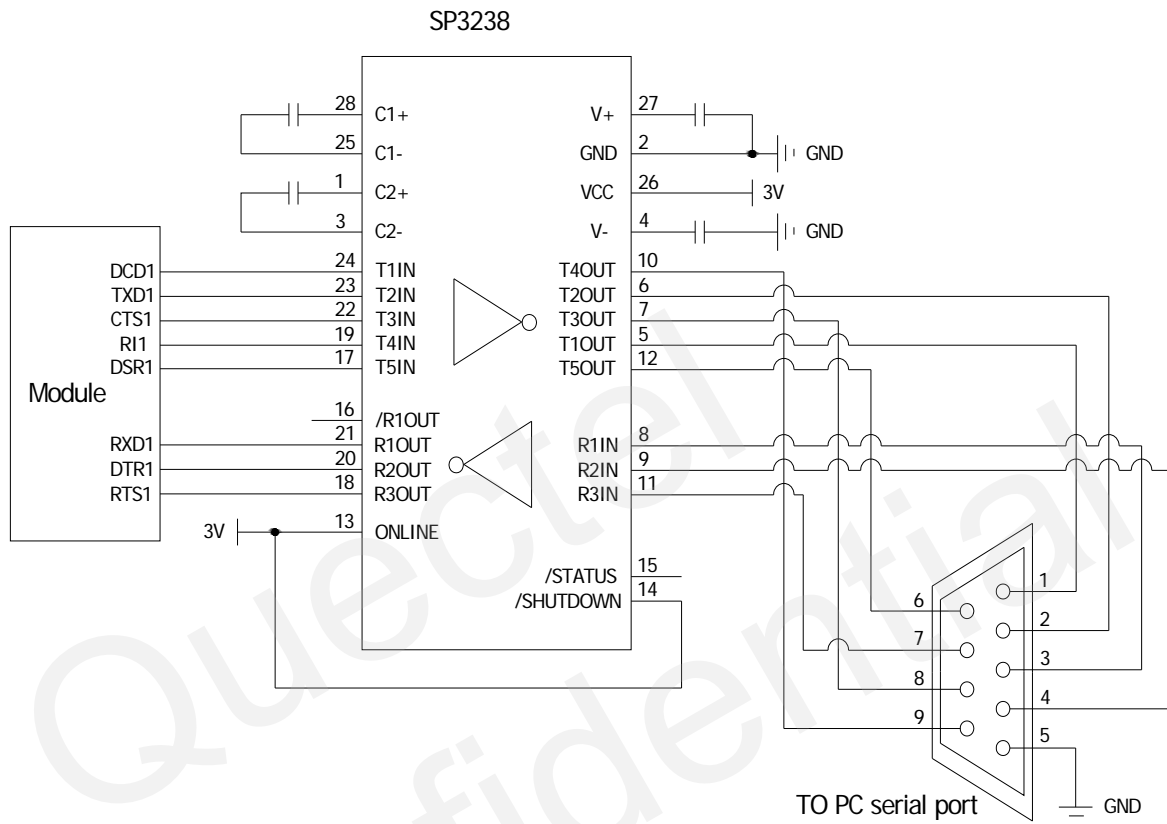 SP3238
28 C1+ V+ 27
25 C1- GND 2 GND
1 C2+ VCC 26 3V
3 C2- V- 4 GND
DCD1 24 T1IN T4OUT 10
TXD1 23 T2IN T2OUT 6
CTS1 22 T3IN T3OUT 7
RI1 19 T4IN T1OUT 5
DSR1 17 T5IN T5OUT 12
Module
16 /R1OUT
RXD1 21 R1OUT R1IN 8
DTR1 20 R2OUT R2IN 9
RTS1 18 R3OUT R3IN 11
3V 13 ONLINE
/STATUS 15
/SHUTDOWN 14
1
6
2
7
3
8
4
9
5
TO PC serial port GND
Quectel
fidential